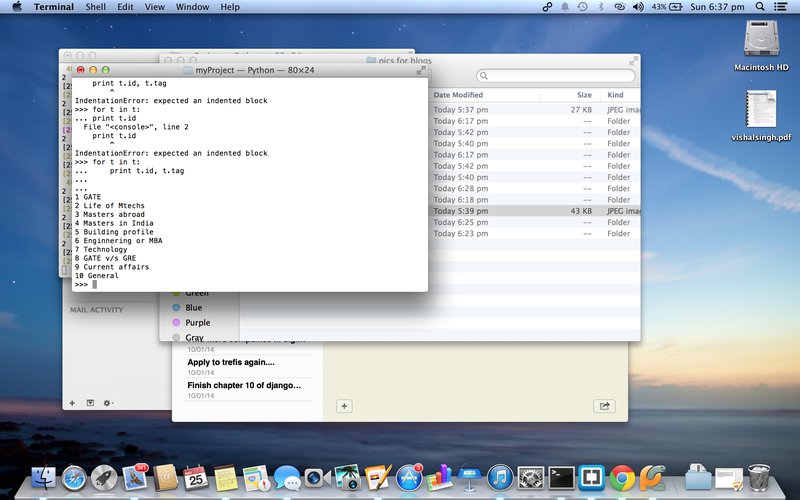 Terminal Shell Edit View Window Help
43% Sun 6:37 pm
Macintosh HD
vishalsingh.pdf
pics for blogs
Date Modified Size Kind
Today 5:37 pm 27 KB JPEG imag
Today 6:17 pm -- Folder
Today 5:42 pm -- Folder
Today 5:40 pm -- Folder
Today 6:17 pm -- Folder
Today 5:42 pm -- Folder
Today 5:40 pm -- Folder
Today 6:28 pm -- Folder
Today 6:18 pm -- Folder
Today 5:39 pm 43 KB JPEG imag
Today 6:25 pm -- Folder
Today 6:23 pm -- Folder
myProject — Python — 80×24
print t.id, t.tag
^
IndentationError: expected an indented block
>>> for t in t:
... print t.id
File "<console>", line 2
print t.id
^
IndentationError: expected an indented block
>>> for t in t:
... print t.id, t.tag
...
...
1 GATE
2 Life of Mtechs
3 Masters abroad
4 Masters in India
5 Building profile
6 Enginnering or MBA
7 Technology
8 GATE v/s GRE
9 Current affairs
10 General
>>>
Green
Blue
Purple
Gray
MAIL ACTIVITY
10/01/14
Apply to trefis again....
10/01/14
Finish chapter 10 of django...
10/01/14
25